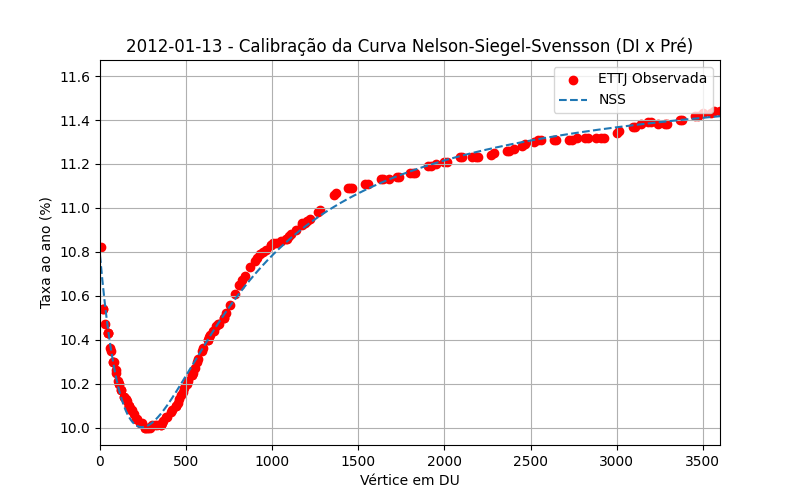 2012-01-13 - Calibração da Curva Nelson-Siegel-Svensson (DI x Pré)
ETTJ Observada
NSS
Taxa ao ano (%)
11.6
11.4
11.2
11.0
10.8
10.6
10.4
10.2
10.0
0 500 1000 1500 2000 2500 3000 3500
Vértice em DU